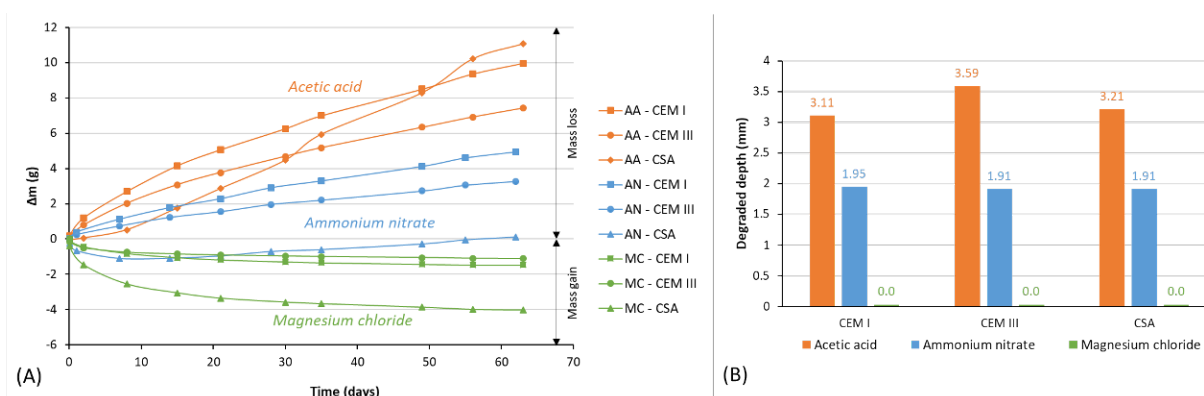 12
10
8
6
4
2
0
-2
-4
-6
Δm (g)
0 10 20 30 40 50 60 70
Time (days)
Acetic acid
Ammonium nitrate
Magnesium chloride
Mass loss
Mass gain
AA - CEM I
AA - CEM III
AA - CSA
AN - CEM I
AN - CEM III
AN - CSA
MC - CEM I
MC - CEM III
MC - CSA
(A)
4
3.5
3
2.5
2
1.5
1
0.5
0
Degraded depth (mm)
3.11 1.95 0.0
3.59 1.91 0.0
3.21 1.91 0.0
CEM I CEM III CSA
Acetic acid Ammonium nitrate Magnesium chloride
(B)